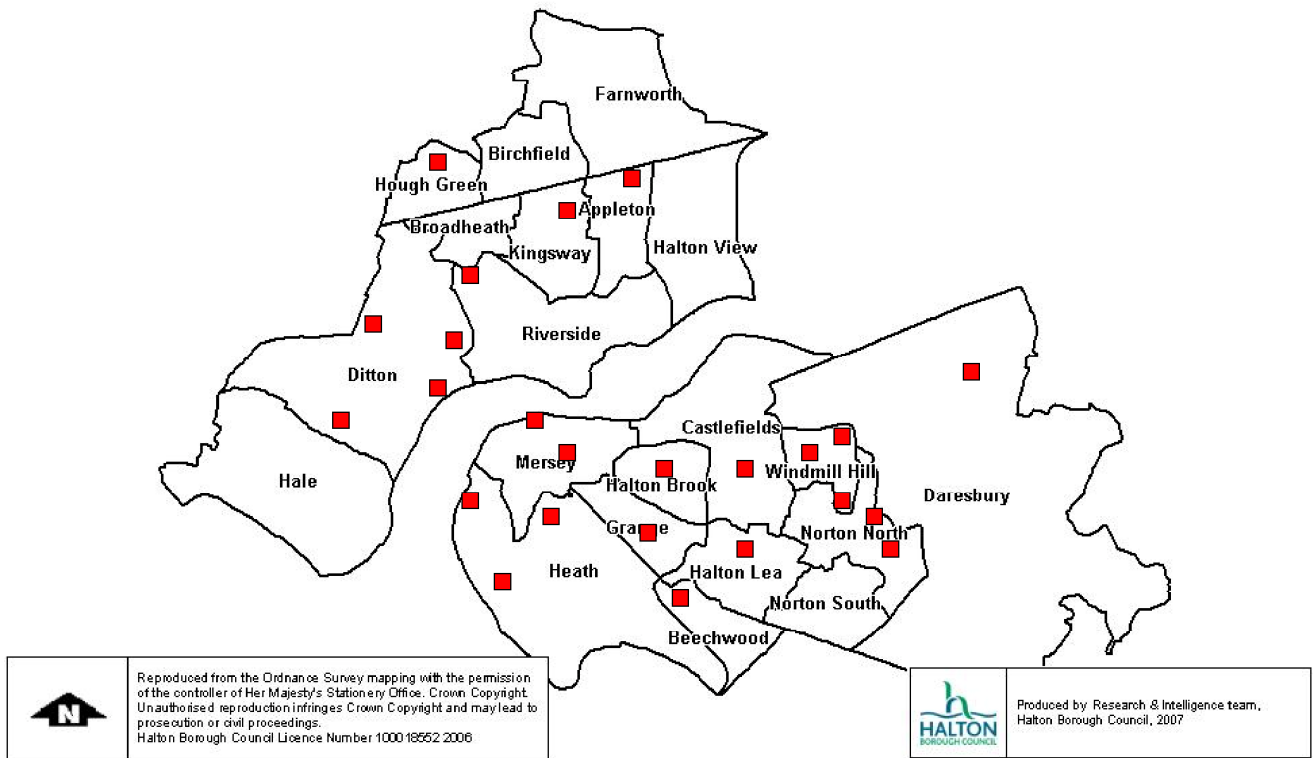 Farnworth
Birchfield
Hough Green
Appleton
Broadheath
Kingsway
Halton View
Riverside
Ditton
Castlefields
Mersey
Windmill Hill
Hale
Halton Brook
Daresbury
Norton North
Heath
Halton Lea
Norton South
Beechwood
N
Reproduced from the Ordnance Survey mapping with the permission
of the controller of Her Majesty's Stationery Office. Crown Copyright.
Unauthorised reproduction infringes Crown Copyright and may lead to
prosecution or civil proceedings.
Halton Borough Council Licence Number 100018552 2006
h
HALTON
BOROUGH COUNCIL
Produced by Research & Intelligence team,
Halton Borough Council, 2007